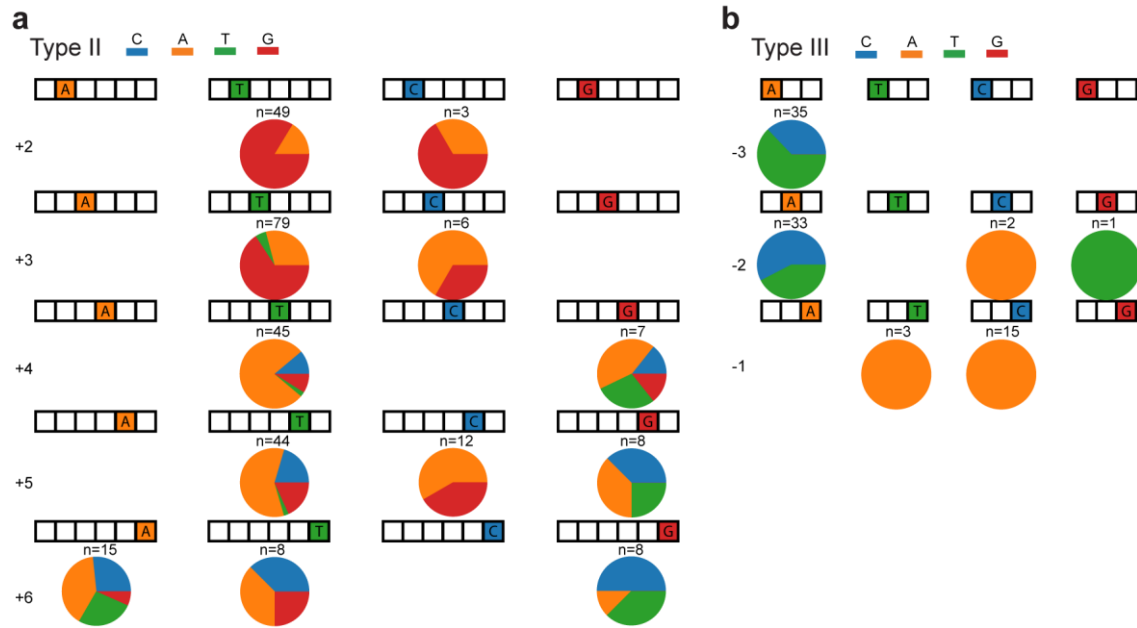 a
b
Type II C A T G
Type III C A T G
A T C G
A T C G
n=49 n=3
n=35
+2
-3
A T C G
A T C G
n=79 n=6
n=33 n=2 n=1
+3
-2
A T C G
A T C G
n=45 n=7
n=3 n=15
+4
-1
A T C G
n=44 n=12 n=8
+5
A T C G
n=15 n=8 n=8
+6